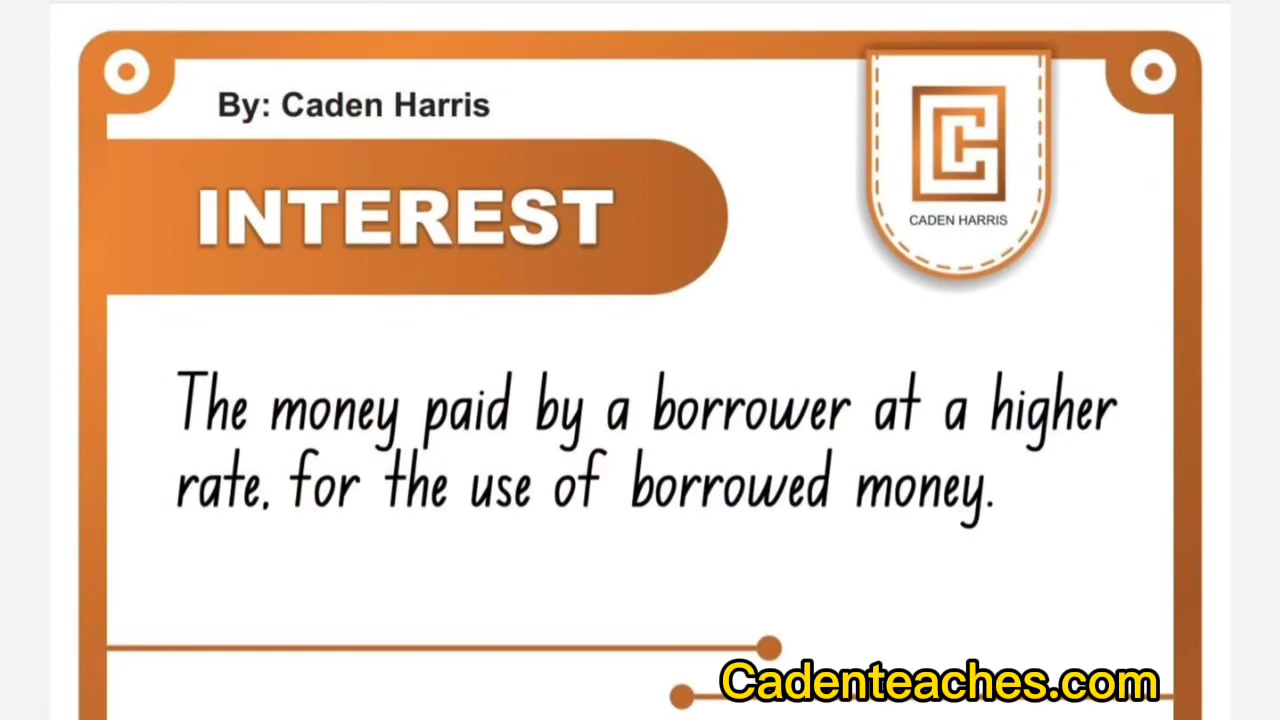 By: Caden Harris
CADEN HARRIS
INTEREST
The money paid by a borrower at a higher
rate, for the use of borrowed money.
Cadenteaches.com